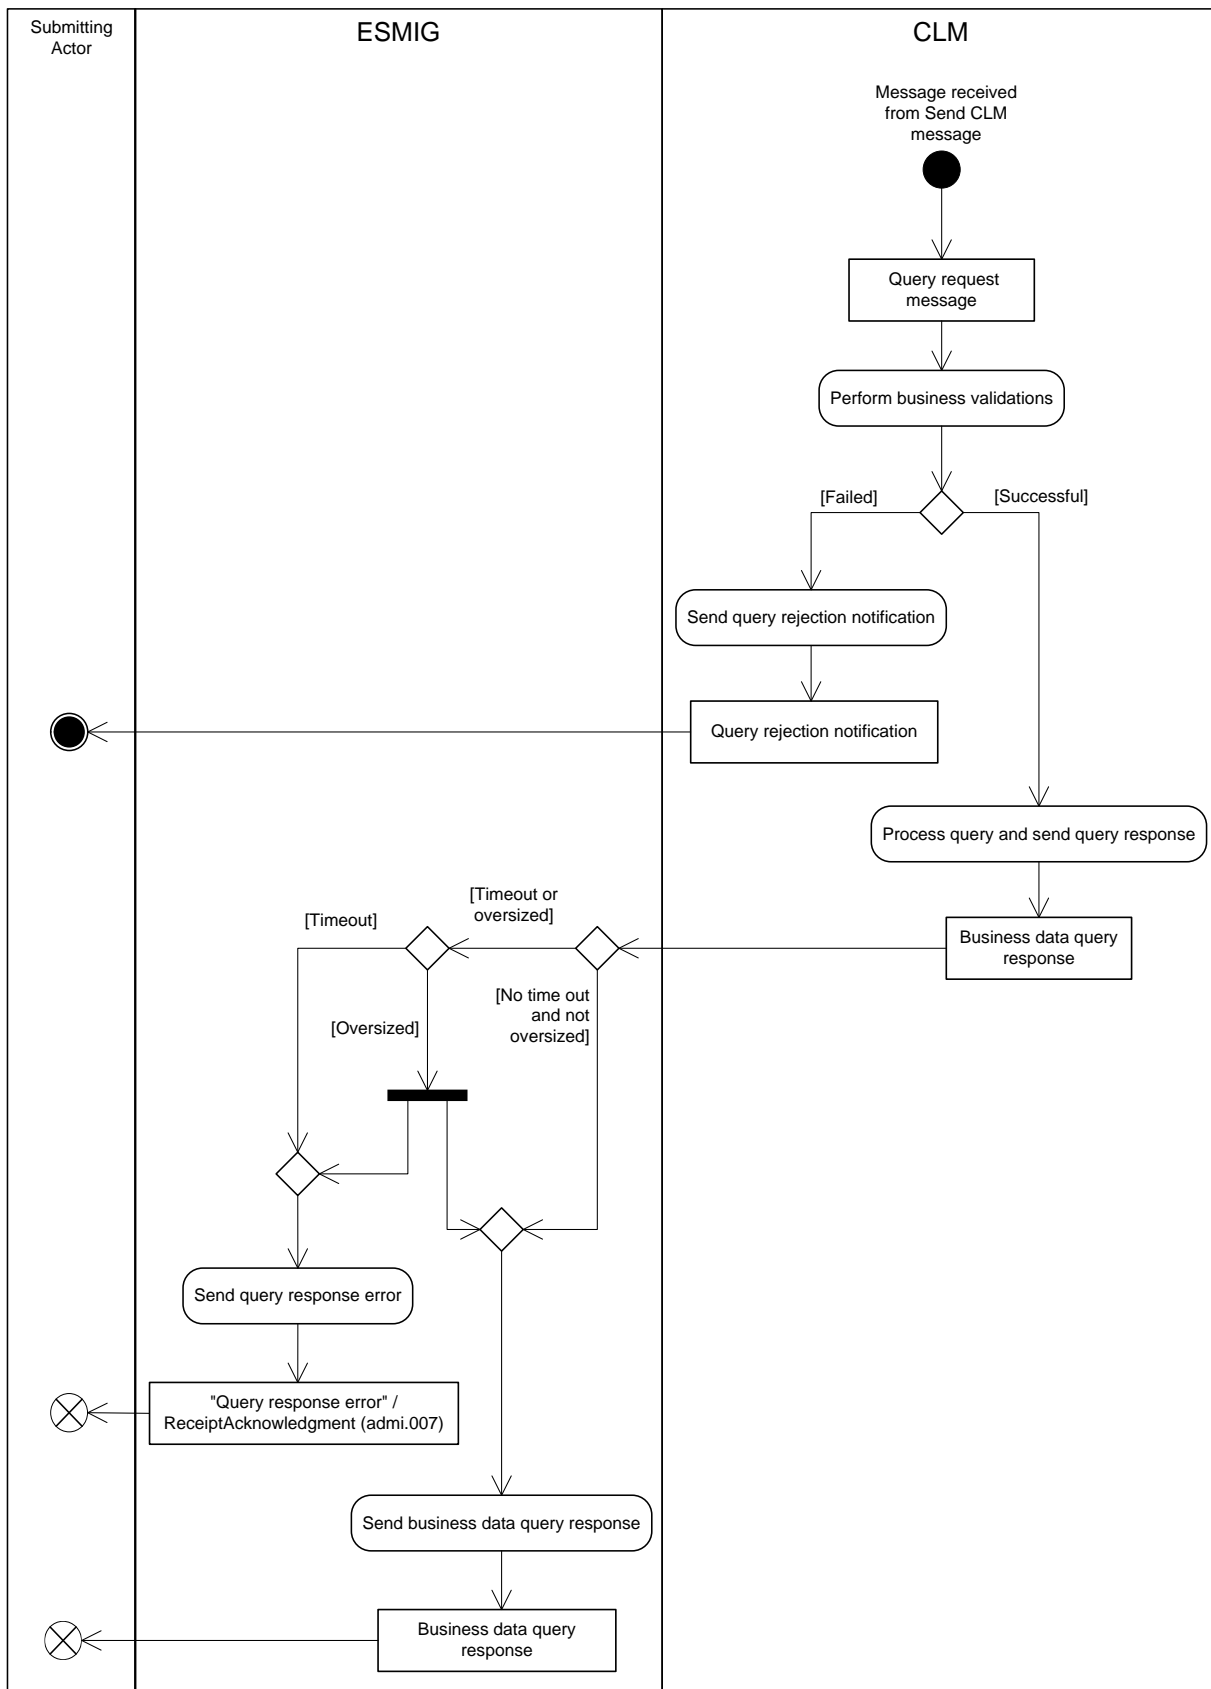 Submitting
Actor
ESMIG
CLM
Message received
from Send CLM
message
Query request
message
Perform business validations
[Failed]
[Successful]
Send query rejection notification
Query rejection notification
Process query and send query response
[Timeout or
oversized]
[Timeout]
Business data query
response
[No time out
and not
oversized]
[Oversized]
Send query response error
"Query response error" /
ReceiptAcknowledgment (admi.007)
Send business data query response
Business data query
response